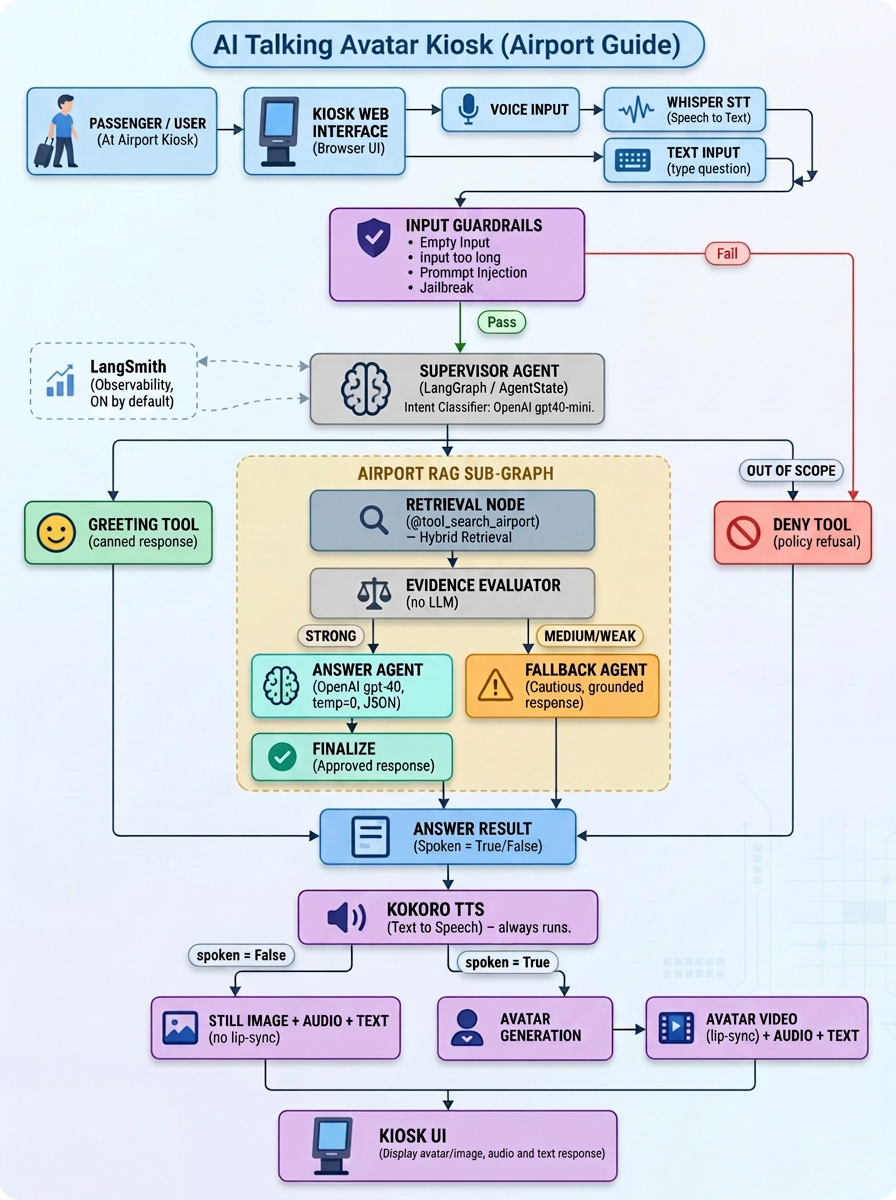 AI Talking Avatar Kiosk (Airport Guide)
PASSENGER / USER
(At Airport Kiosk)
KIOSK WEB
INTERFACE
(Browser UI)
VOICE INPUT
WHISPER STT
(Speech to Text)
TEXT INPUT
(type question)
INPUT GUARDRAILS
• Empty Input
• input too long
• Prommpt Injection
• Jailbreak
Fail
Pass
LangSmith
(Observability,
ON by default)
SUPERVISOR AGENT
(LangGraph / AgentState)
Intent Classifier: OpenAI gpt40-mini.
OUT OF SCOPE
AIRPORT RAG SUB-GRAPH
GREETING TOOL
(canned response)
RETRIEVAL NODE
(@tool_search_airport)
— Hybrid Retrieval
DENY TOOL
(policy refusal)
EVIDENCE EVALUATOR
(no LLM)
STRONG
MEDIUM/WEAK
ANSWER AGENT
(OpenAI gpt-40,
temp=0, JSON)
FALLBACK AGENT
(Cautious, grounded
response)
FINALIZE
(Approved response)
ANSWER RESULT
(Spoken = True/False)
KOKORO TTS
(Text to Speech) – always runs.
spoken = False
spoken = True
STILL IMAGE + AUDIO + TEXT
(no lip-sync)
AVATAR
GENERATION
AVATAR VIDEO
(lip-sync) + AUDIO + TEXT
KIOSK UI
(Display avatar/image, audio and text response)